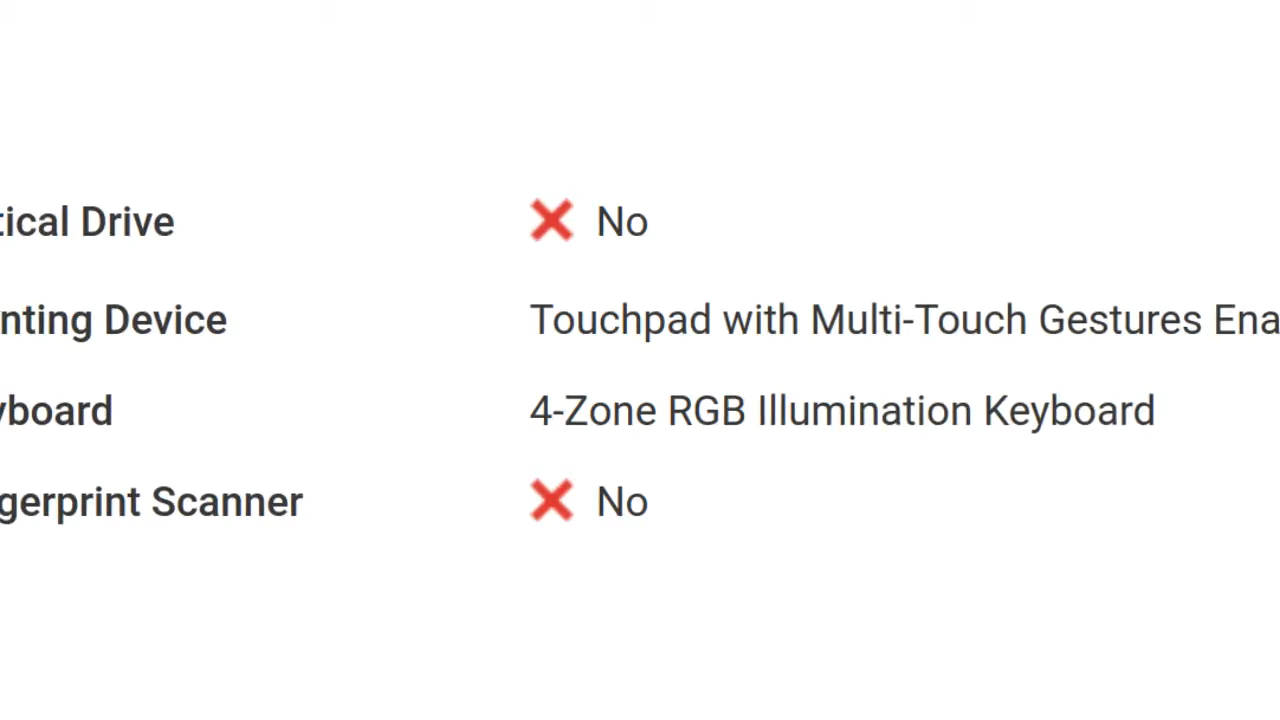 tical Drive ❌ No
nting Device Touchpad with Multi-Touch Gestures Ena
yboard 4-Zone RGB Illumination Keyboard
gerprint Scanner ❌ No